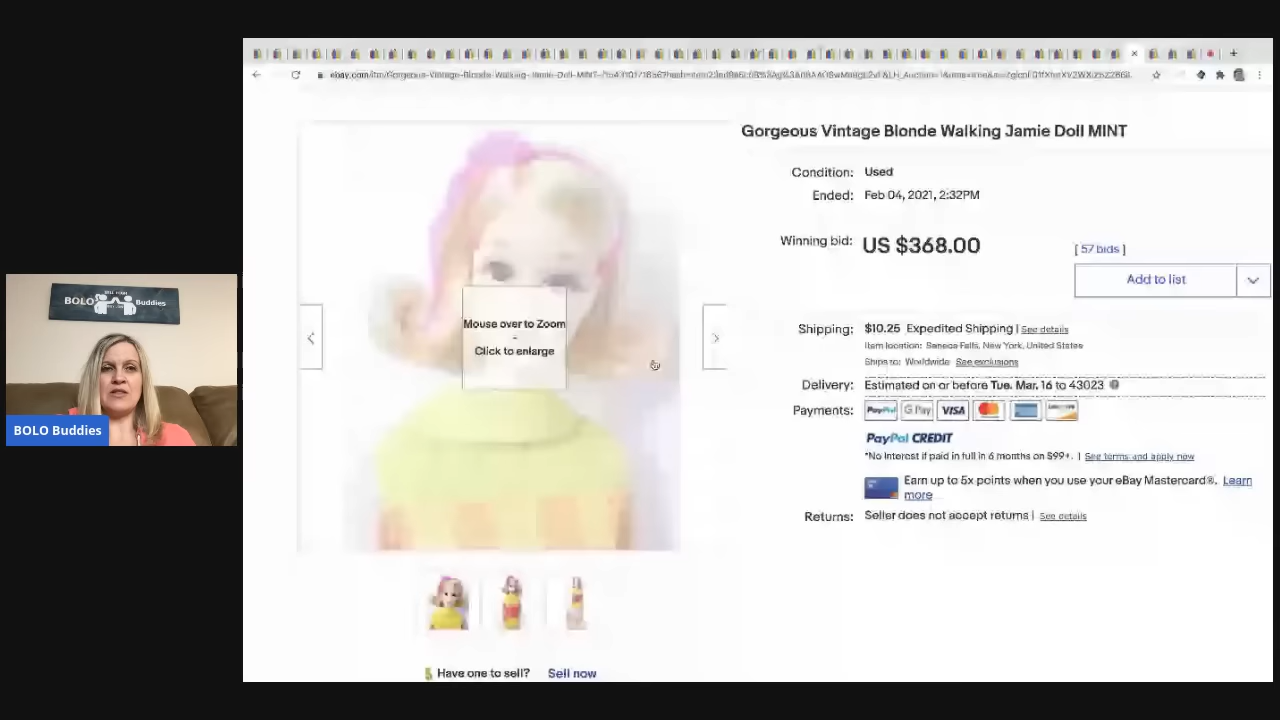 Gorgeous Vintage Blonde Walking Jamie Doll MINT
Condition: Used
Ended: Feb 04, 2021, 2:32PM
Winning bid: US $368.00 [ 57 bids ]
Add to list
Mouse over to Zoom
-
Click to enlarge
Shipping: $10.25 Expedited Shipping | See details
Item location: Seneca Falls, New York, United States
Ships to: Worldwide See exclusions
Delivery: Estimated on or before Tue. Mar. 16 to 43023
Payments: PayPal G Pay VISA
PayPal CREDIT
*No Interest if paid in full in 6 months on $99+. | See terms and apply now
Earn up to 5x points when you use your eBay Mastercard®. Learn
more
Returns: Seller does not accept returns | See details
Have one to sell? Sell now
BOLO Buddies
BOLO Buddies